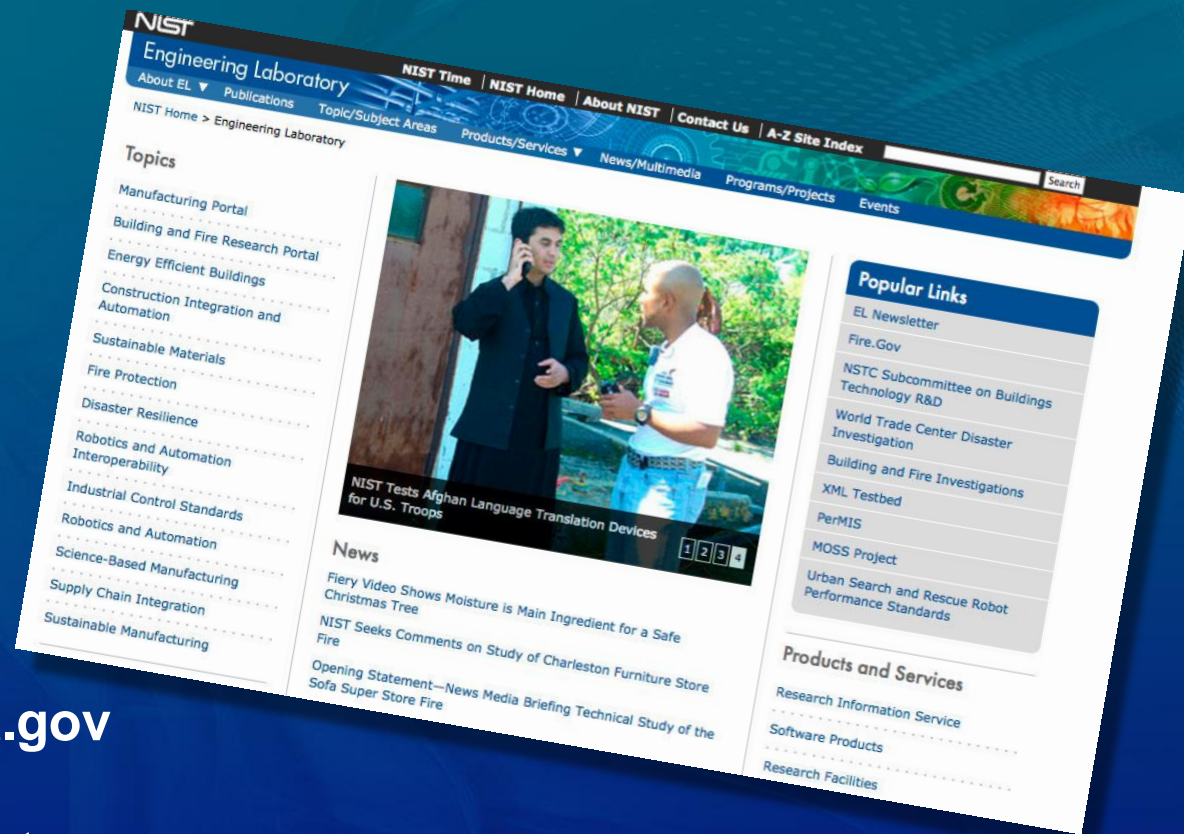 NIST
Engineering Laboratory
NIST Time | NIST Home | About NIST | Contact Us | A-Z Site Index
Search
About EL ▼ Publications Topic/Subject Areas Products/Services ▼ News/Multimedia Programs/Projects Events
NIST Home > Engineering Laboratory
Topics
Manufacturing Portal
Building and Fire Research Portal
Energy Efficient Buildings
Construction Integration and
Automation
Sustainable Materials
Fire Protection
Disaster Resilience
Robotics and Automation
Interoperability
Industrial Control Standards
Robotics and Automation
Science-Based Manufacturing
Supply Chain Integration
Sustainable Manufacturing
NIST Tests Afghan Language Translation Devices
for U.S. Troops
1 2 3 4
News
Fiery Video Shows Moisture is Main Ingredient for a Safe
Christmas Tree
NIST Seeks Comments on Study of Charleston Furniture Store
Fire
Opening Statement—News Media Briefing Technical Study of the
Sofa Super Store Fire
Popular Links
EL Newsletter
Fire.Gov
NSTC Subcommittee on Buildings
Technology R&D
World Trade Center Disaster
Investigation
Building and Fire Investigations
XML Testbed
PerMIS
MOSS Project
Urban Search and Rescue Robot
Performance Standards
Products and Services
Research Information Service
Software Products
Research Facilities
.gov